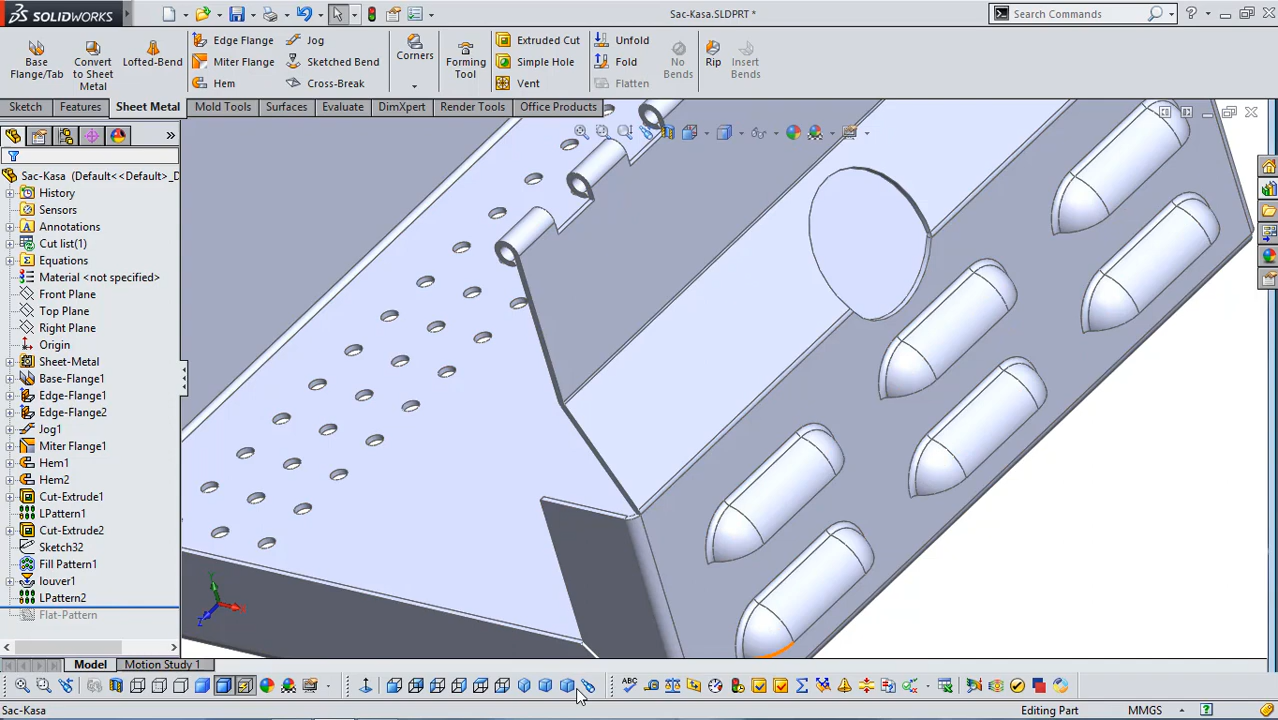 SOLIDWORKS
Sac-Kasa.SLDPRT *
Search Commands
Base Flange/Tab
Convert to Sheet Metal
Lofted-Bend
Edge Flange
Miter Flange
Hem
Jog
Sketched Bend
Cross-Break
Corners
Forming Tool
Extruded Cut
Simple Hole
Vent
Unfold
Fold
Flatten
No Bends
Rip
Insert Bends
Sketch
Features
Sheet Metal
Mold Tools
Surfaces
Evaluate
DimXpert
Render Tools
Office Products
Sac-Kasa (Default<<Default>_D
History
Sensors
Annotations
Cut list(1)
Equations
Material <not specified>
Front Plane
Top Plane
Right Plane
Origin
Sheet-Metal
Base-Flange1
Edge-Flange1
Edge-Flange2
Jog1
Miter Flange1
Hem1
Hem2
Cut-Extrude1
LPattern1
Cut-Extrude2
Sketch32
Fill Pattern1
louver1
LPattern2
Flat-Pattern
Y
X
Z
Model
Motion Study 1
ABC
Sac-Kasa
Editing Part
MMGS